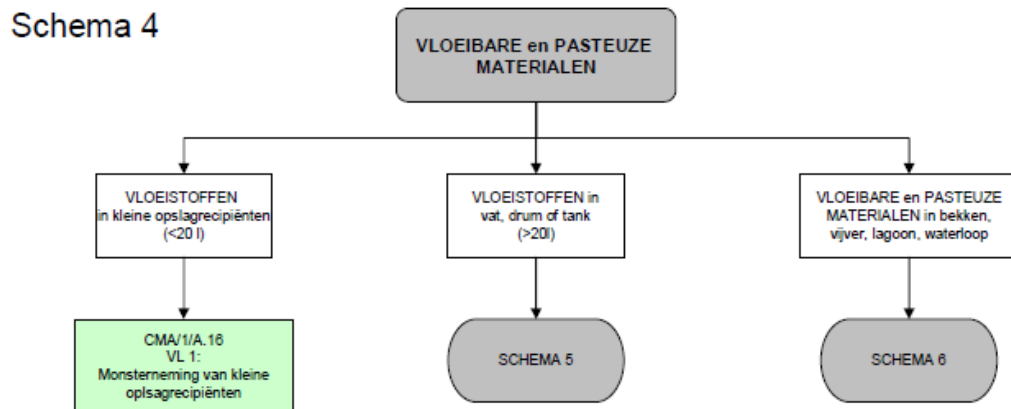 Schema 4
VLOEIBARE en PASTEUZE
MATERIALEN
VLOEISTOFFEN
in kleine opslagrecipiënten
(<20 l)
VLOEISTOFFEN in
vat, drum of tank
(>20l)
VLOEIBARE en PASTEUZE
MATERIALEN in bekken,
vijver, lagoon, waterloop
CMA/1/A.16
VL 1:
Monsterneming van kleine
oplsagrecipiënten
SCHEMA 5
SCHEMA 6